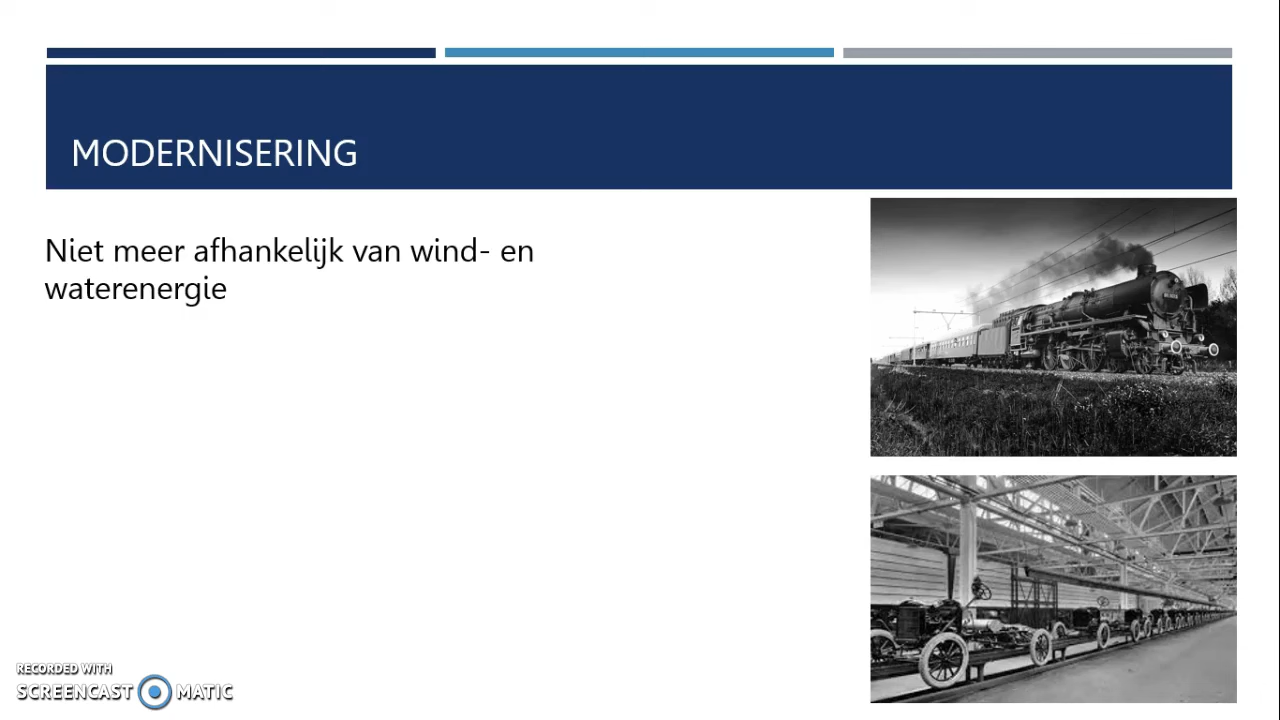 MODERNISERING
Niet meer afhankelijk van wind- en
waterenergie
RECORDED WITH
SCREENCAST MATIC